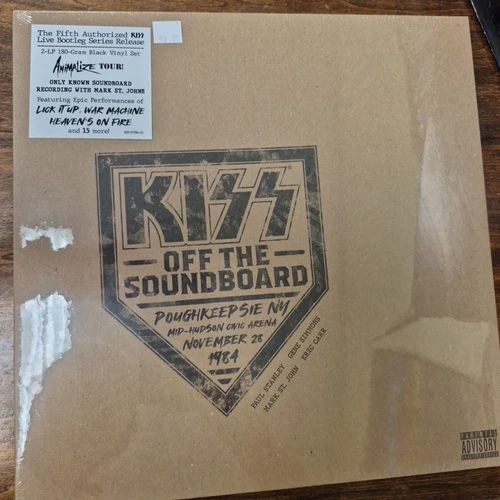 The Fifth Authorized KISS
Live Bootleg Series Release
2-LP 180-Gram Black Vinyl Set
ANIMALIZE TOUR!
ONLY KNOWN SOUNDBOARD
RECORDING WITH MARK ST. JOHN!
Featuring Epic Performances of
LICK IT UP, WAR MACHINE
HEAVEN'S ON FIRE
and 15 more!
KISS
OFF THE
SOUNDBOARD
POUGHKEEPSIE NY
MID-HUDSON CIVIC ARENA
NOVEMBER 28
1984
PAUL STANLEY GENE SIMMONS
MARK ST. JOHN ERIC CARR
PARENTAL
ADVISORY
EXPLICIT CONTENT